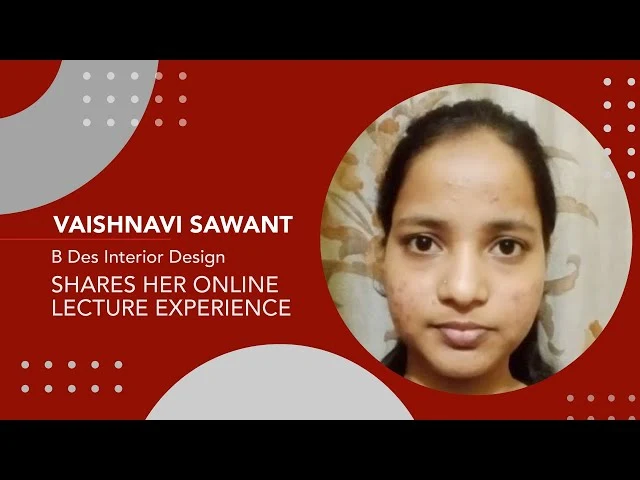 VAISHNAVI SAWANT
B Des Interior Design
SHARES HER ONLINE
LECTURE EXPERIENCE